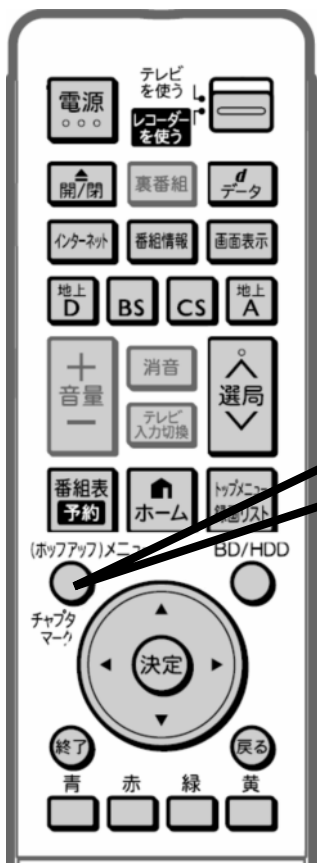 テレビ
を使う
電源
レコーダー
を使う
開/閉
裏番組
d
データ
インターネット
番組情報
画面表示
地上
D
BS
CS
地上
A
＋
音量
－
消音
テレビ
入力切換
選局
番組表
予約
ホーム
トップメニュー
録画リスト
(ポップアップ)メニュー
BD/HDD
チャプタ
マーク
決定
終了
戻る
青 赤 緑 黄